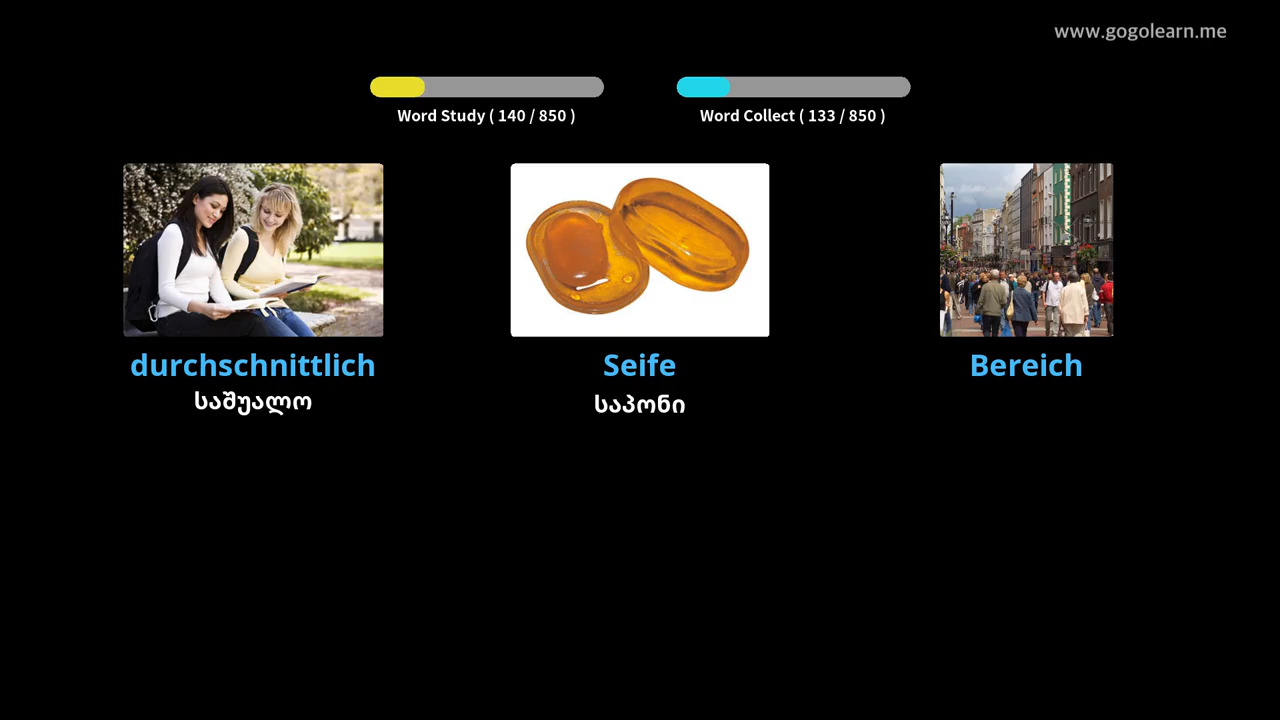 www.gogolearn.me
Word Study ( 140 / 850 )
Word Collect ( 133 / 850 )
durchschnittlich
საშუალო
Seife
საპონი
Bereich